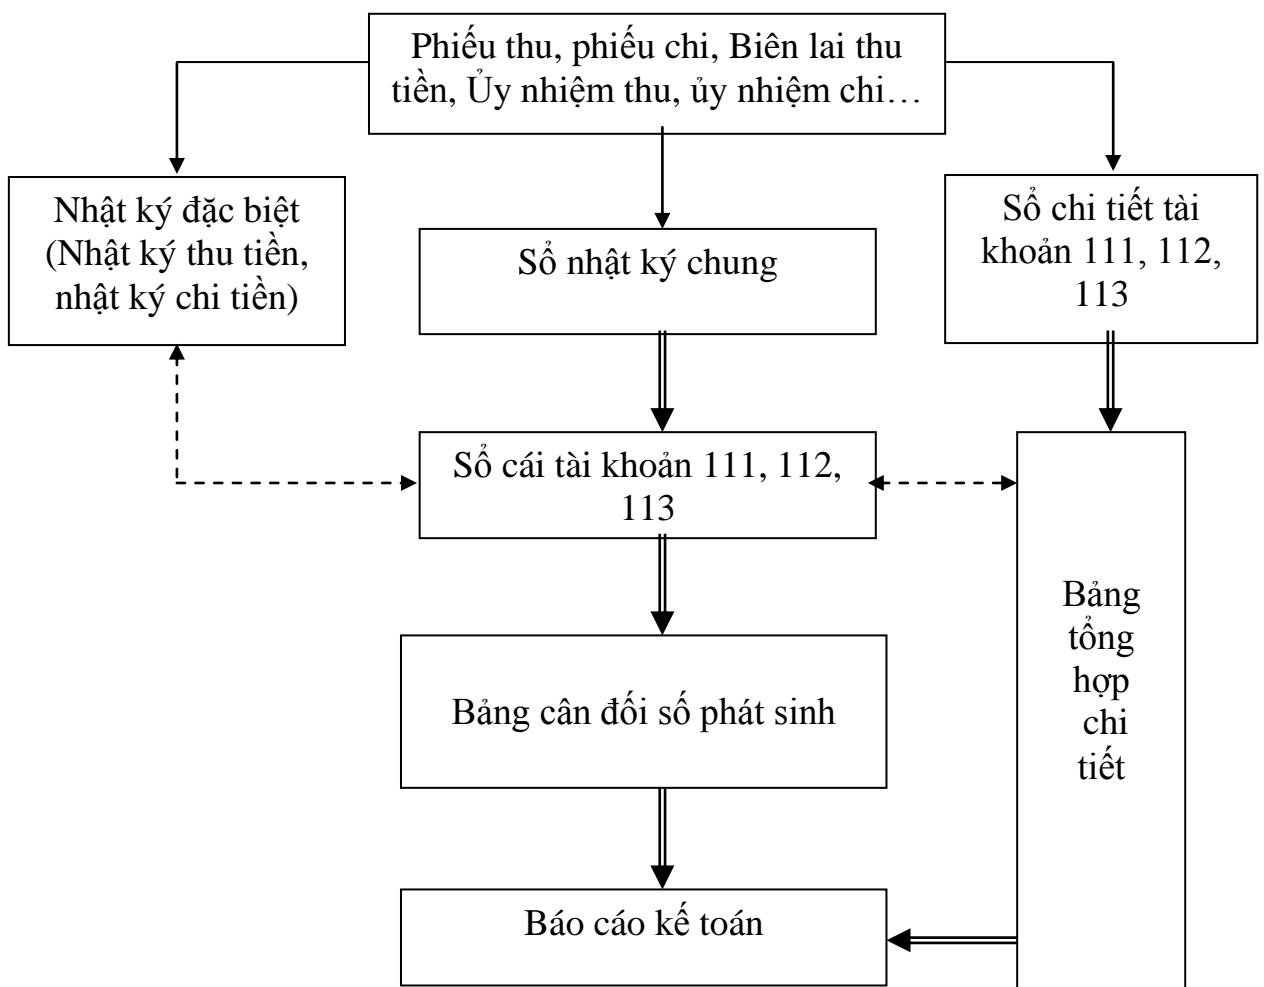 Phiếu thu, phiếu chi, Biên lai thu
tiền, Ủy nhiệm thu, ủy nhiệm chi…
Nhật ký đặc biệt
(Nhật ký thu tiền,
nhật ký chi tiền)
Sổ nhật ký chung
Sổ chi tiết tài
khoản 111, 112,
113
Sổ cái tài khoản 111, 112,
113
Bảng
tổng
hợp
chi
tiết
Bảng cân đối số phát sinh
Báo cáo kế toán